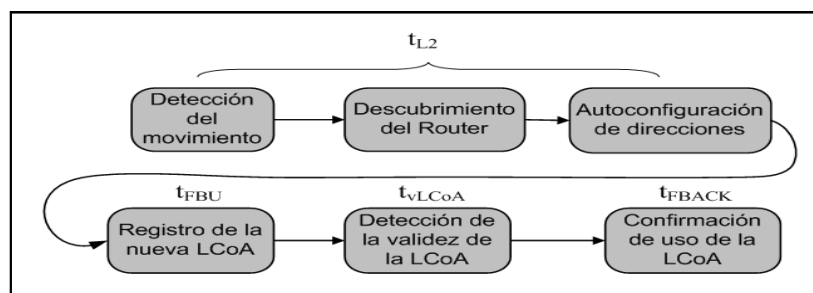 tL2
Detección
del
movimiento
Descubrimiento
del Router
Autoconfiguración
de direcciones
tFBU
tvLCoA
tFBACK
Registro de la
nueva LCoA
Detección de
la validez de
la LCoA
Confirmación
de uso de la
LCoA